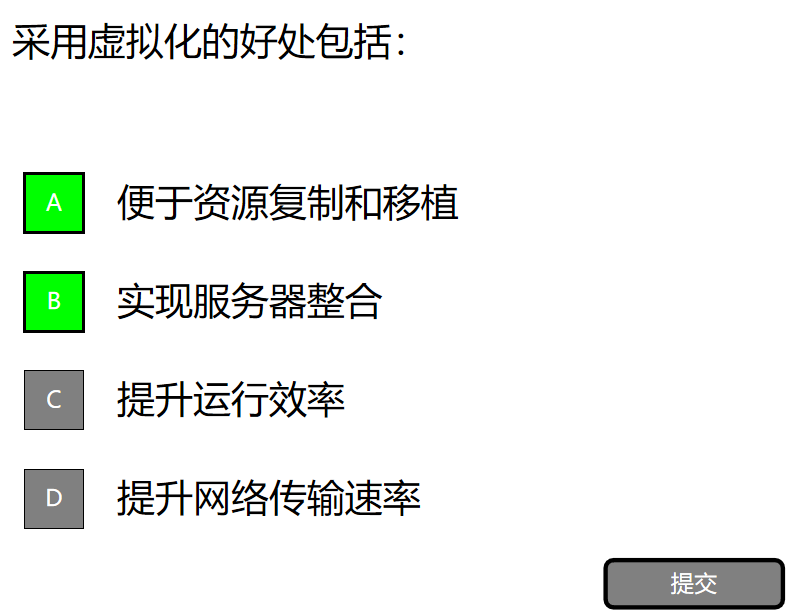 采用虚拟化的好处包括：
A 便于资源复制和移植
B 实现服务器整合
C 提升运行效率
D 提升网络传输速率
提交